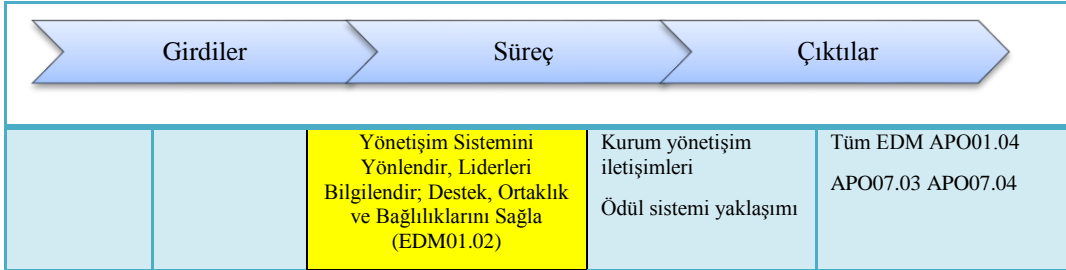 Girdiler
Süreç
Çıktılar
Yönetişim Sistemini
Yönlendir, Liderleri
Bilgilendir; Destek, Ortaklık
ve Bağlılıklarını Sağla
(EDM01.02)
Kurum yönetişim
iletişimleri
Ödül sistemi yaklaşımı
Tüm EDM APO01.04
APO07.03 APO07.04